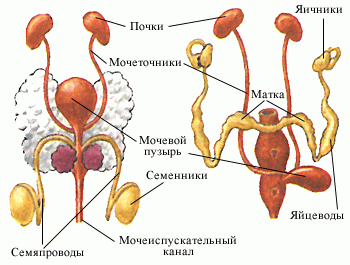 Почки
Яичники
Мочеточники
Матка
Мочевой
пузырь
Семенники
Яйцеводы
Мочеиспускательный
канал
Семяпроводы